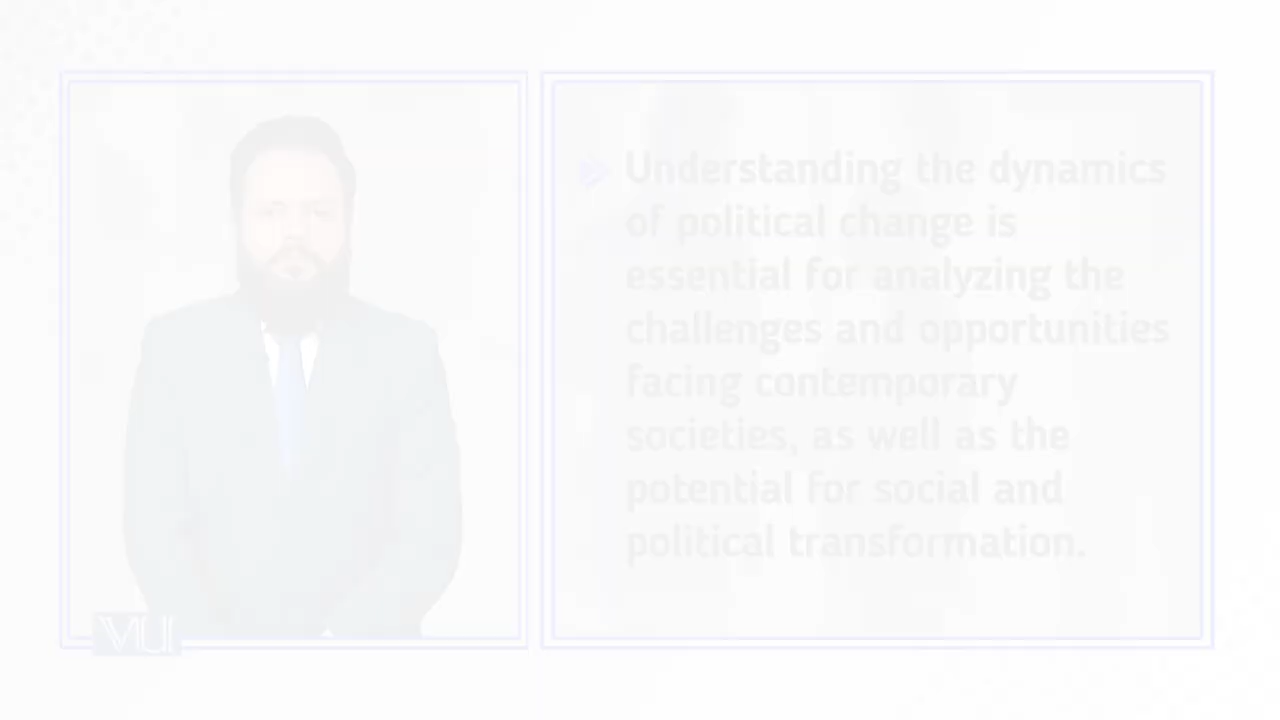 Understanding the dynamics
of political change is
essential for analyzing the
challenges and opportunities
facing contemporary
societies, as well as the
potential for social and
political transformation.
VU